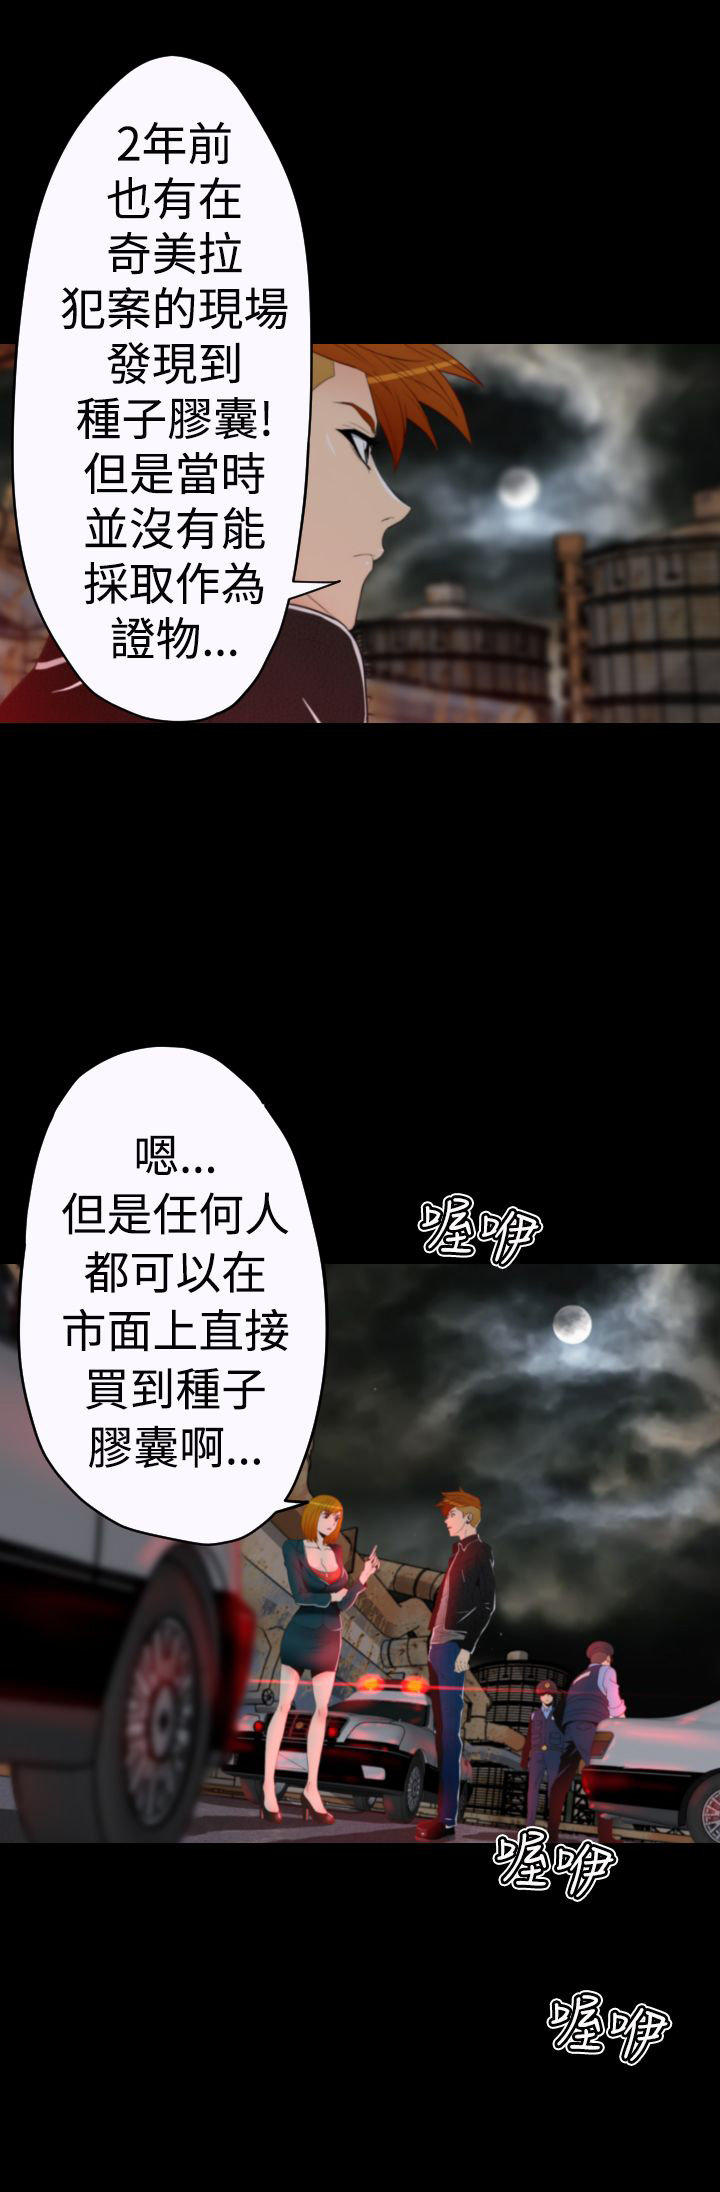 2年前
也有在
奇美拉
犯案的現場
發現到
種子膠囊!
但是當時
並沒有能
採取作為
證物...
嗯...
但是任何人
都可以在
市面上直接
買到種子
膠囊啊...
喔咿
喔咿
喔咿